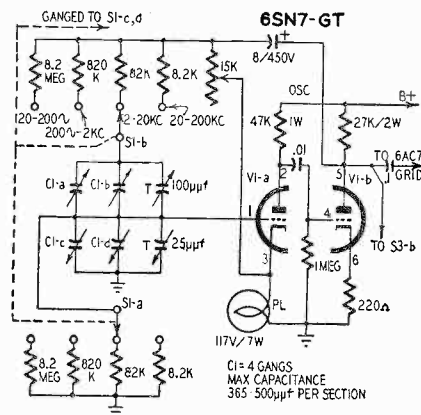 GANGED TO S1-c,d
6SN7-GT
+
8/450V
8.2 MEG
820 K
82K
8.2K
15K
OSC
B+
47K
1W
27K/2W
120-200∿
200∿-2KC
2-20KC
20-200KC
S1-b
.01
TO 6AC7 GRID
2
5
V1-a
V1-b
C1-a
C1-b
T
100μμf
1
4
TO S3-b
C1-c
C1-d
T
25μμf
3
6
1MEG
S1-a
PL
220Ω
117V/7W
8.2 MEG
820 K
82K
8.2K
C1=4 GANGS
MAX CAPACITANCE
365-500μμf PER SECTION